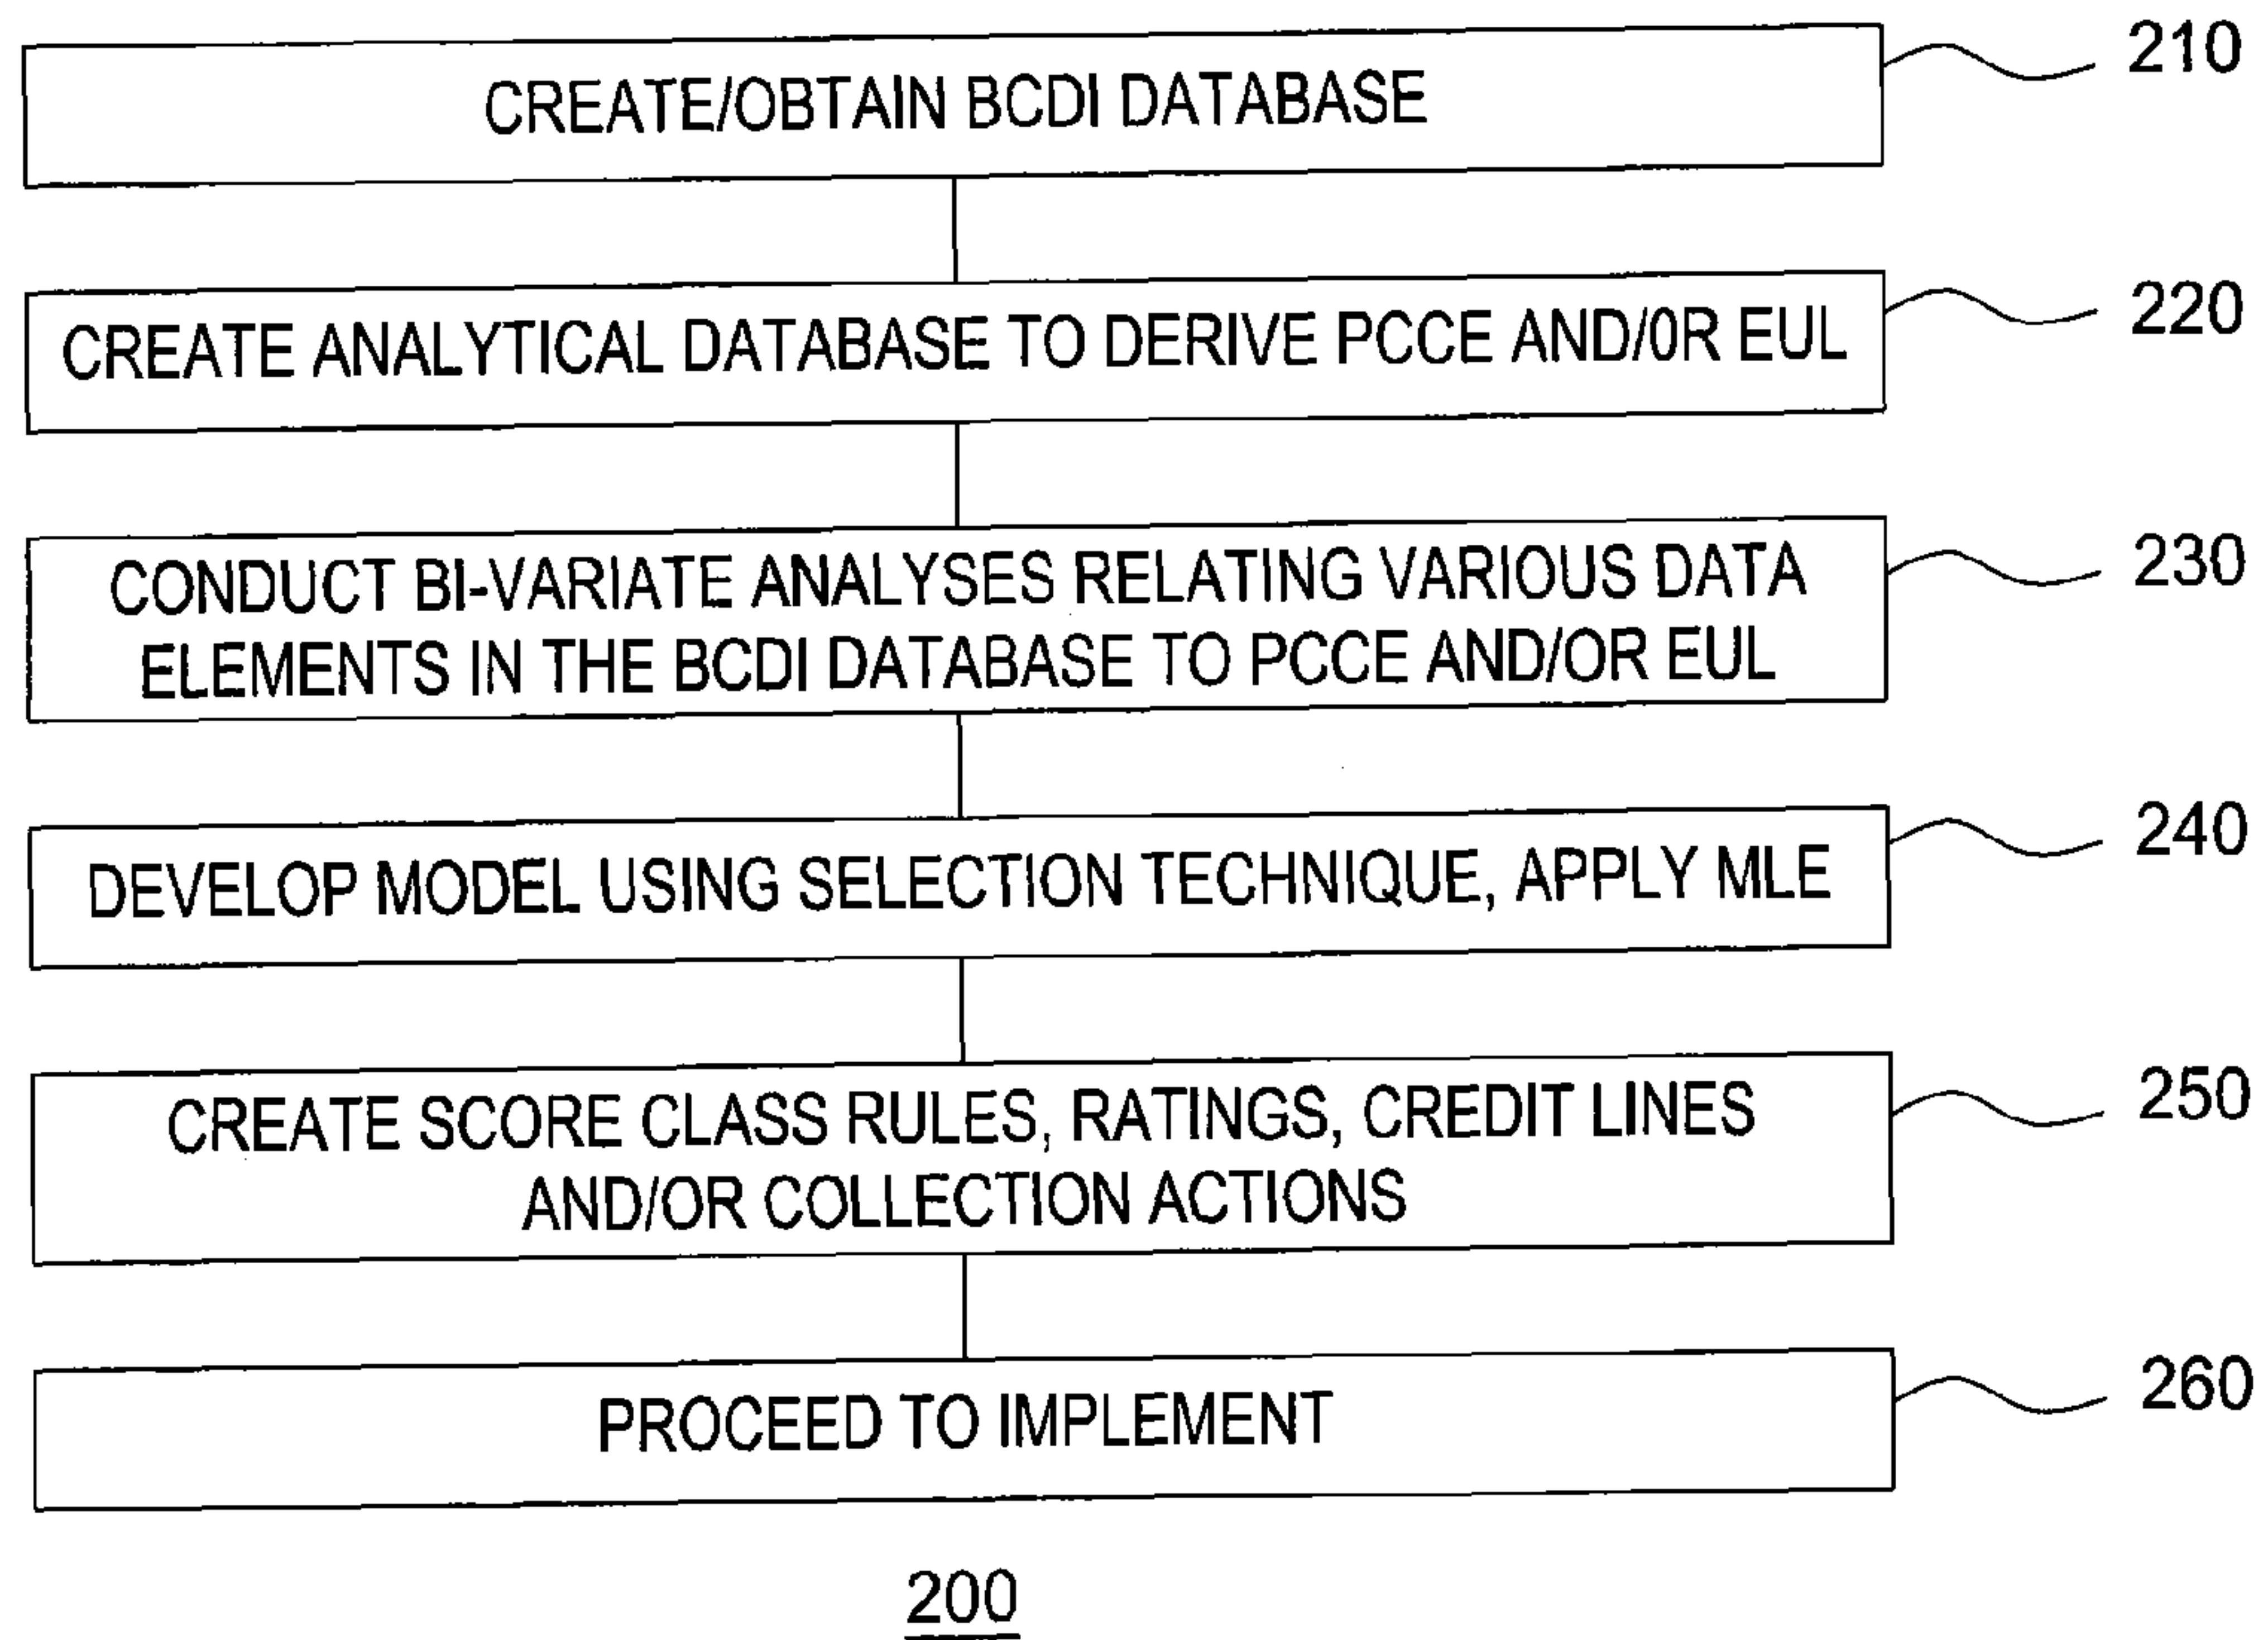 CREATE/OBTAIN BCDI DATABASE
210
CREATE ANALYTICAL DATABASE TO DERIVE PCCE AND/0R EUL
220
CONDUCT BI-VARIATE ANALYSES RELATING VARIOUS DATA
ELEMENTS IN THE BCDI DATABASE TO PCCE AND/OR EUL
230
DEVELOP MODEL USING SELECTION TECHNIQUE, APPLY MLE
240
CREATE SCORE CLASS RULES, RATINGS, CREDIT LINES
AND/OR COLLECTION ACTIONS
250
PROCEED TO IMPLEMENT
260
200